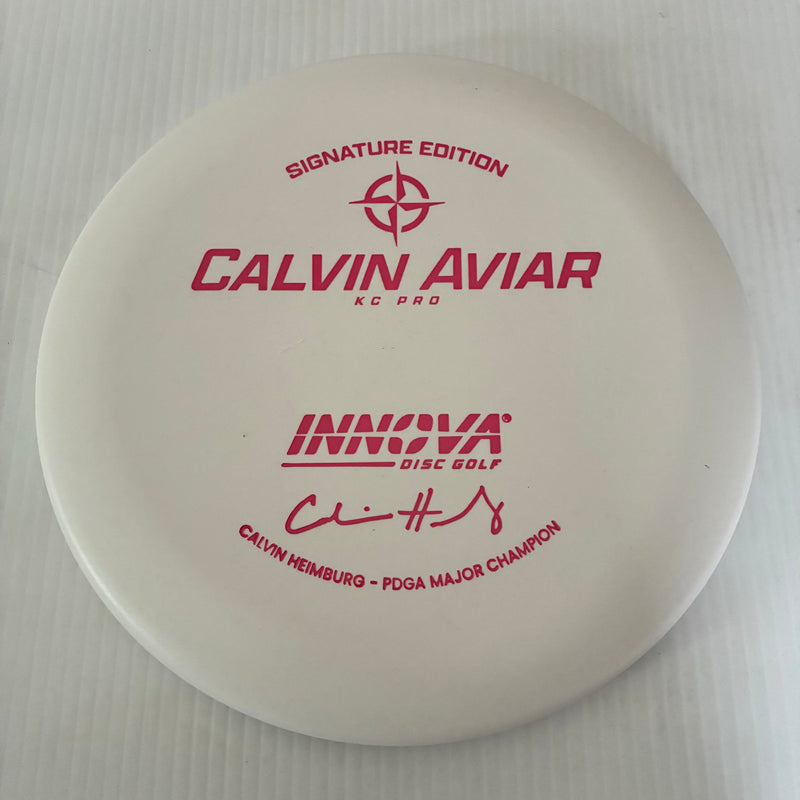 SIGNATURE EDITION
CALVIN AVIAR
KC PRO
INNOVA®
DISC GOLF
CALVIN HEIMBURG - PDGA MAJOR CHAMPION